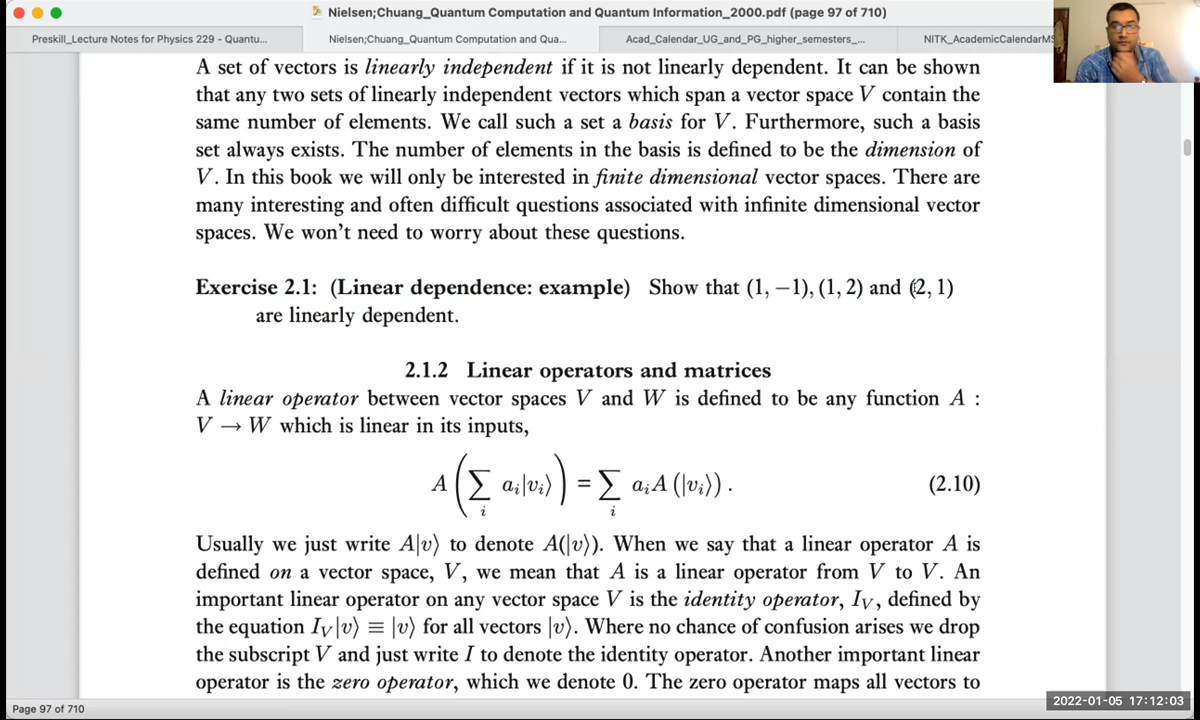 Nielsen;Chuang_Quantum Computation and Quantum Information_2000.pdf (page 97 of 710)
Preskill_Lecture Notes for Physics 229 - Quantu...
Nielsen;Chuang_Quantum Computation and Qua...
Acad_Calendar_UG_and_PG_higher_semesters_...
NITK_AcademicCalendarMS
A set of vectors is linearly independent if it is not linearly dependent. It can be shown
that any two sets of linearly independent vectors which span a vector space V contain the
same number of elements. We call such a set a basis for V. Furthermore, such a basis
set always exists. The number of elements in the basis is defined to be the dimension of
V. In this book we will only be interested in finite dimensional vector spaces. There are
many interesting and often difficult questions associated with infinite dimensional vector
spaces. We won't need to worry about these questions.
Exercise 2.1: (Linear dependence: example) Show that (1, −1), (1, 2) and (2, 1)
are linearly dependent.
2.1.2 Linear operators and matrices
A linear operator between vector spaces V and W is defined to be any function A :
V → W which is linear in its inputs,
A(∑ᵢ aᵢ|vᵢ⟩) = ∑ᵢ aᵢA(|vᵢ⟩). (2.10)
Usually we just write A|v⟩ to denote A(|v⟩). When we say that a linear operator A is
defined on a vector space, V, we mean that A is a linear operator from V to V. An
important linear operator on any vector space V is the identity operator, I_V, defined by
the equation I_V|v⟩ ≡ |v⟩ for all vectors |v⟩. Where no chance of confusion arises we drop
the subscript V and just write I to denote the identity operator. Another important linear
operator is the zero operator, which we denote 0. The zero operator maps all vectors to
Page 97 of 710
2022-01-05 17:12:03